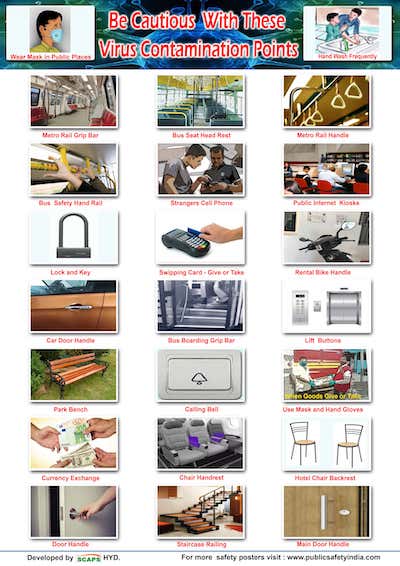 Be Cautious With These
Virus Contamination Points
Wear Mask in Public Places
Hand Wash Frequently
Metro Rail Grip Bar
Bus Seat Head Rest
Metro Rail Handle
Bus Safety Hand Rail
Strangers Cell Phone
Public Internet Kiosks
Lock and Key
Swipping Card - Give or Take
Rental Bike Handle
Car Door Handle
Bus Boarding Grip Bar
Lift Buttons
Park Bench
Calling Bell
When Goods Give or Take
Use Mask and Hand Gloves
Currency Exchange
Chair Handrest
Hotel Chair Backrest
Door Handle
Staircase Railing
Main Door Handle
Developed by SCAPS HYD.
For more safety posters visit : www.publicsafetyindia.com